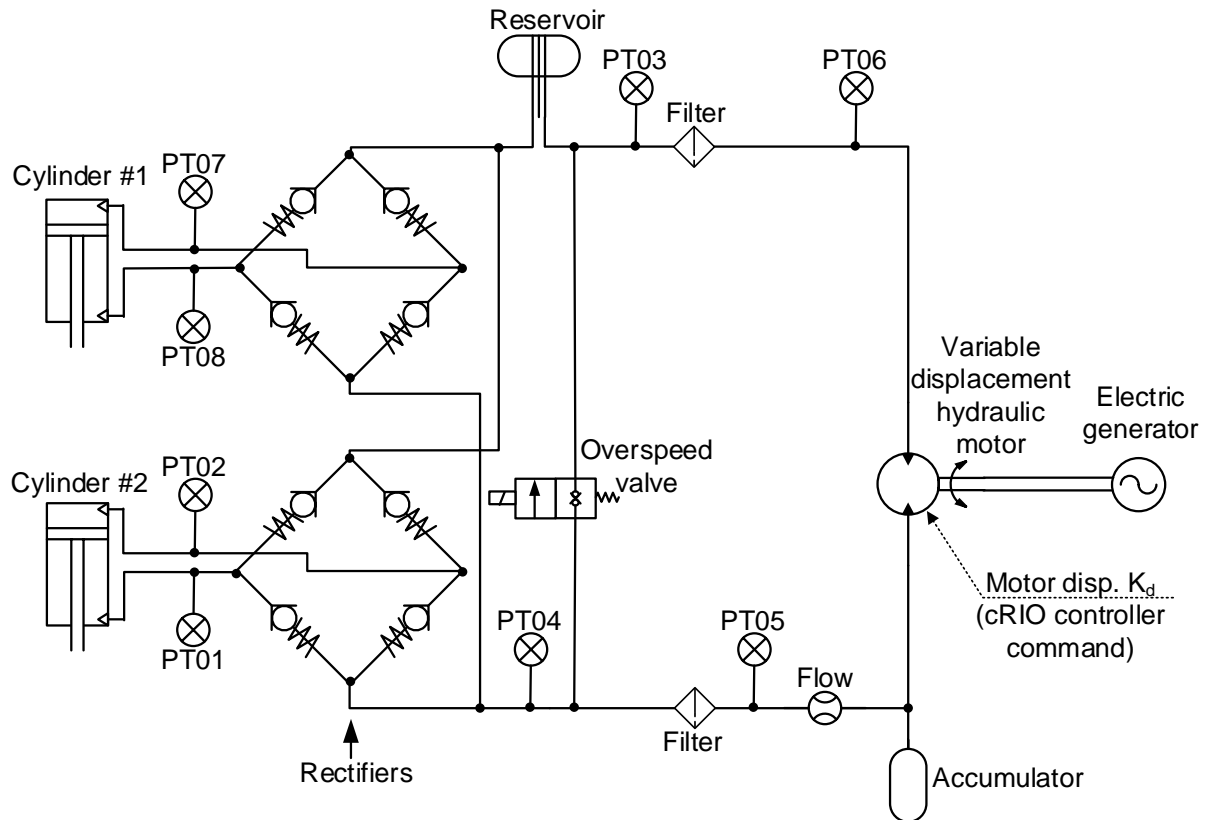 Reservoir
PT03
PT06
Filter
PT07
Cylinder #1
PT08
Variable
displacement
hydraulic
motor
Electric
generator
PT02
Cylinder #2
Overspeed
valve
PT01
PT04
PT05
Motor disp. Kd
(cRIO controller
command)
Flow
Filter
Rectifiers
Accumulator